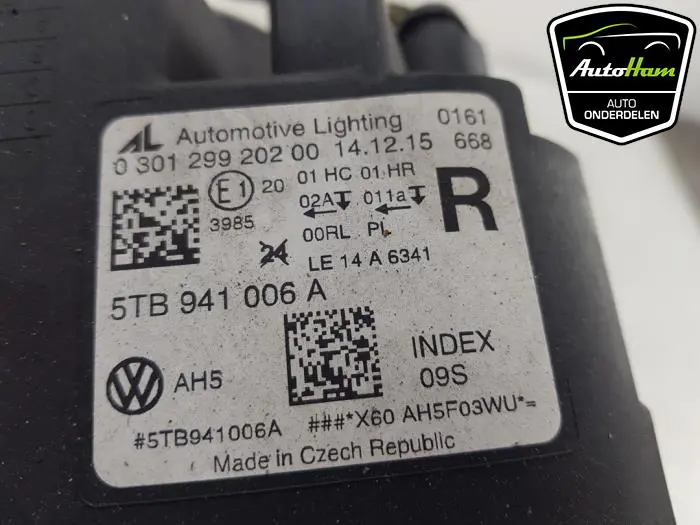 AutoHam
AUTO
ONDERDELEN
AL Automotive Lighting 0161
0 301 299 202 00 14.12.15 668
E1 20 01 HC 01 HR
02A 011a R
3985 00RL PL
24 LE 14 A 6341
5TB 941 006 A
VW AH5 INDEX
09S
#5TB941006A ###*X60 AH5F03WU*=
Made in Czech Republic